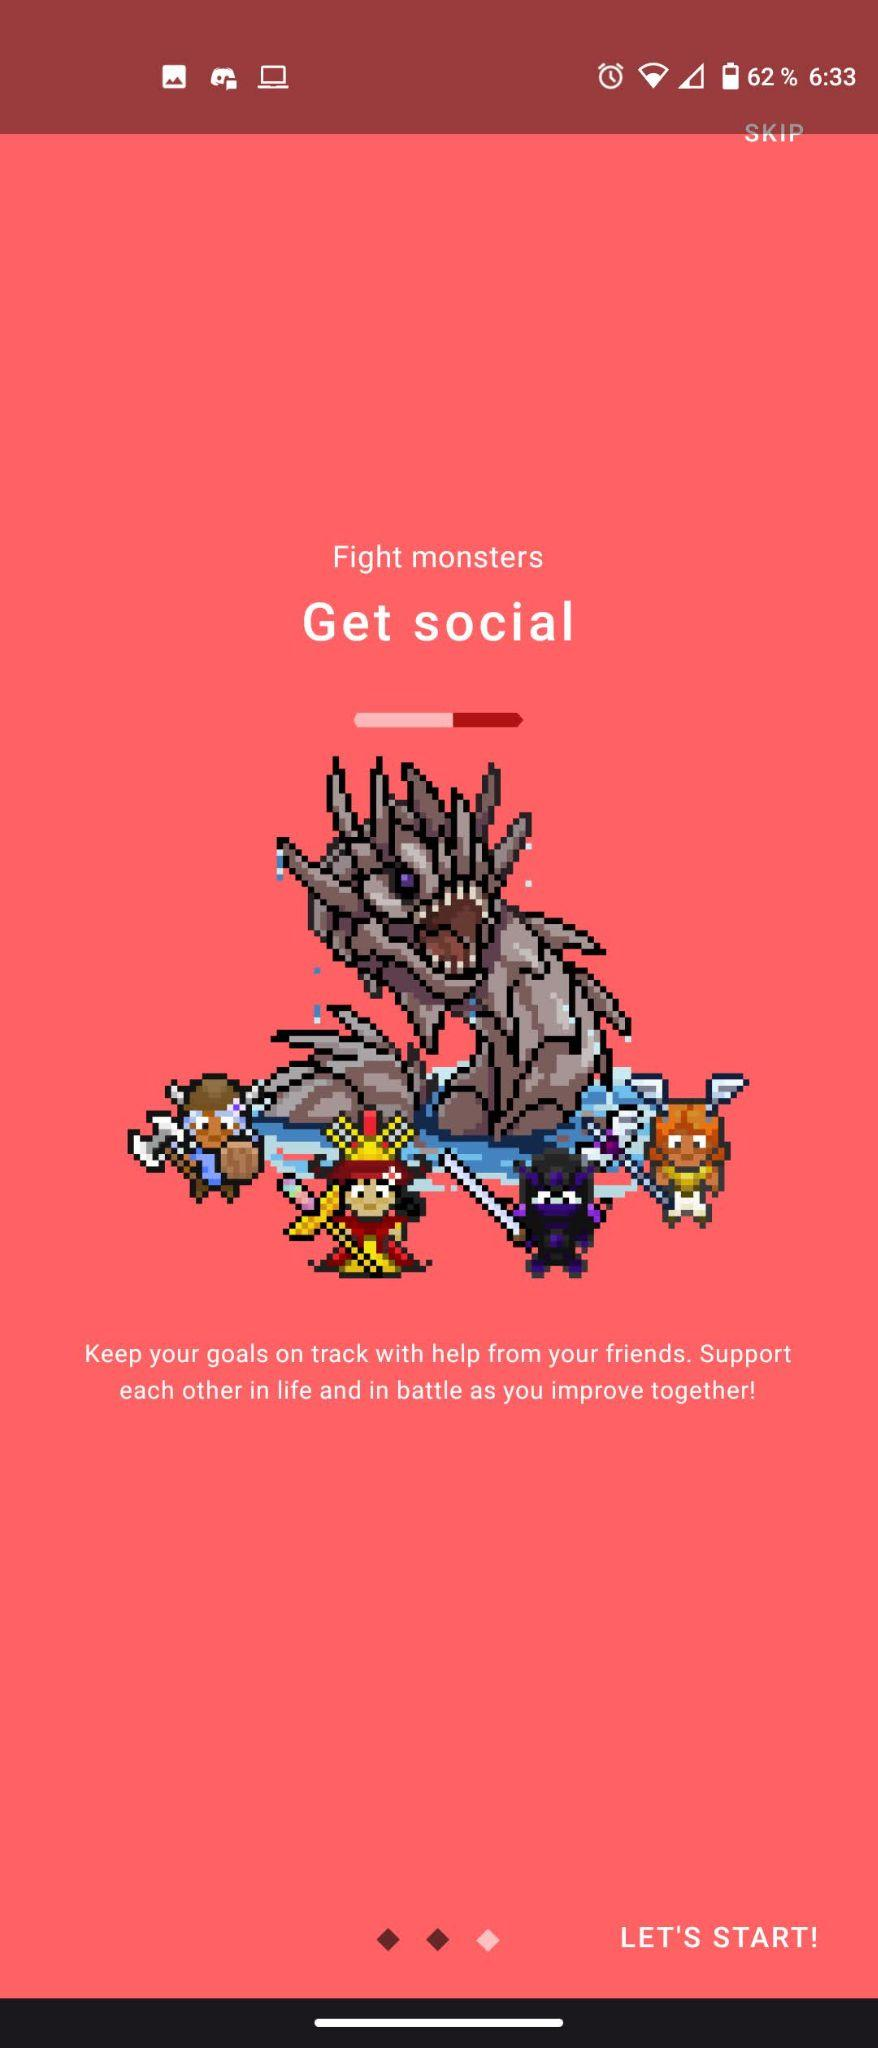 62 % 6:33
SKIP
Fight monsters
Get social
Keep your goals on track with help from your friends. Support
each other in life and in battle as you improve together!
LET'S START!